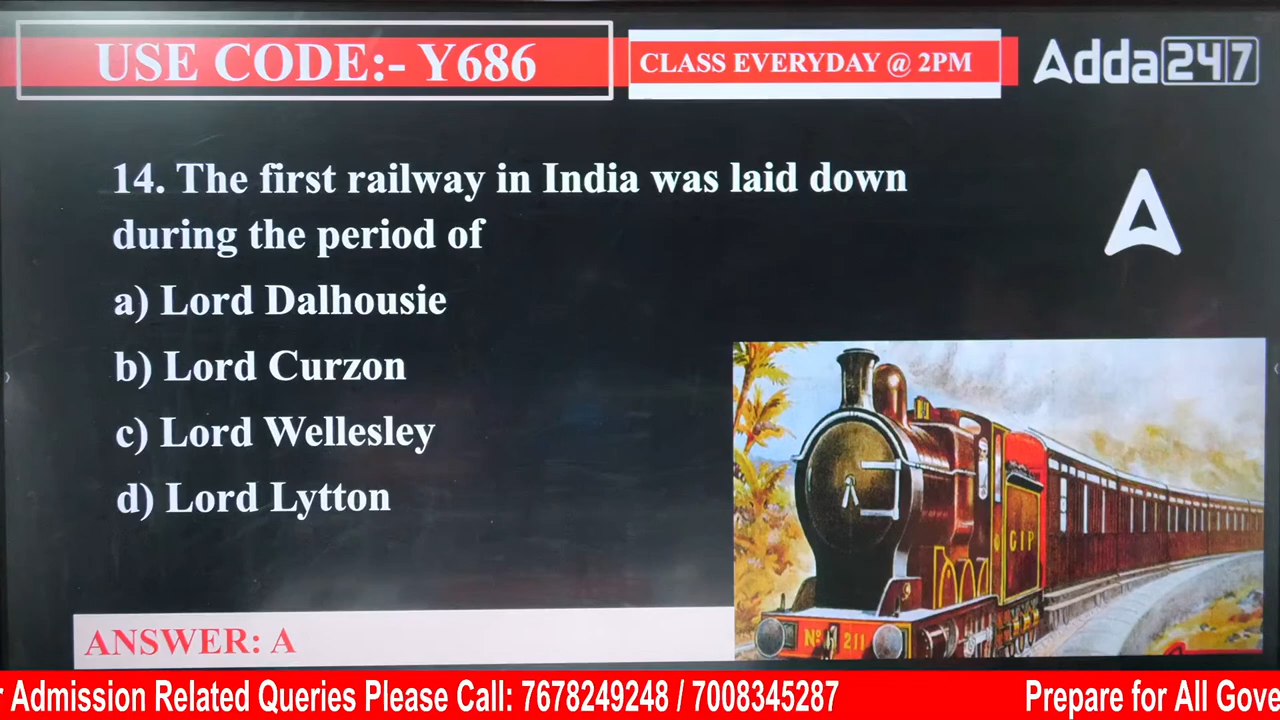 USE CODE:- Y686
CLASS EVERYDAY @ 2PM
Adda247
14. The first railway in India was laid down
during the period of
a) Lord Dalhousie
b) Lord Curzon
c) Lord Wellesley
d) Lord Lytton
GIP
Nº 211
ANSWER: A
r Admission Related Queries Please Call: 7678249248 / 7008345287
Prepare for All Gove